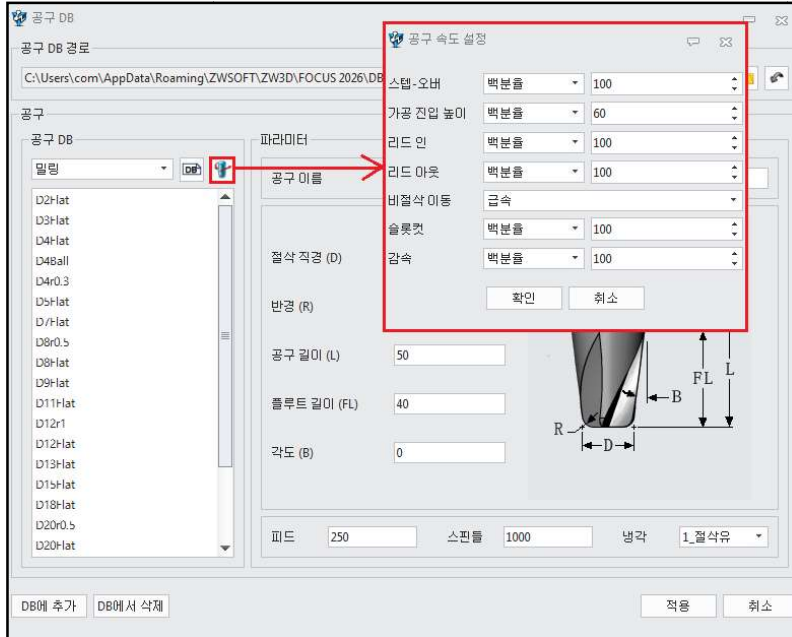 공구 DB
공구 DB 경로
C:\Users\com\AppData\Roaming\ZWSOFT\ZW3D\FOCUS 2026\DB
공구
공구 DB
밀링
DB
D2Flat
D3Flat
D4Flat
D4Ball
D4r0.3
D5Flat
D7Flat
D8r0.5
D8Flat
D9Flat
D11Flat
D12r1
D12Flat
D13Flat
D15Flat
D18Flat
D20r0.5
D20Flat
파라미터
공구 이름
절삭 직경 (D)
반경 (R)
공구 길이 (L) 50
플루트 길이 (FL) 40
각도 (B) 0
FL
L
B
R
D
피드 250 스핀들 1000 냉각 1_절삭유
공구 속도 설정
스텝-오버 백분율 100
가공 진입 높이 백분율 60
리드 인 백분율 100
리드 아웃 백분율 100
비절삭 이동 급속
슬롯컷 백분율 100
감속 백분율 100
확인 취소
DB에 추가 DB에서 삭제 적용 취소